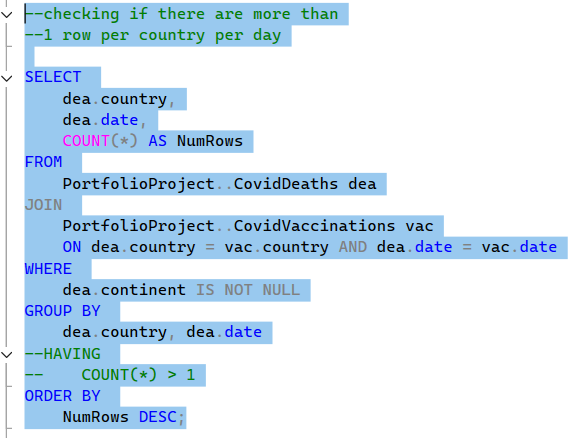 --checking if there are more than
--1 row per country per day
SELECT
dea.country,
dea.date,
COUNT(*) AS NumRows
FROM
PortfolioProject..CovidDeaths dea
JOIN
PortfolioProject..CovidVaccinations vac
ON dea.country = vac.country AND dea.date = vac.date
WHERE
dea.continent IS NOT NULL
GROUP BY
dea.country, dea.date
--HAVING
--    COUNT(*) > 1
ORDER BY
NumRows DESC;